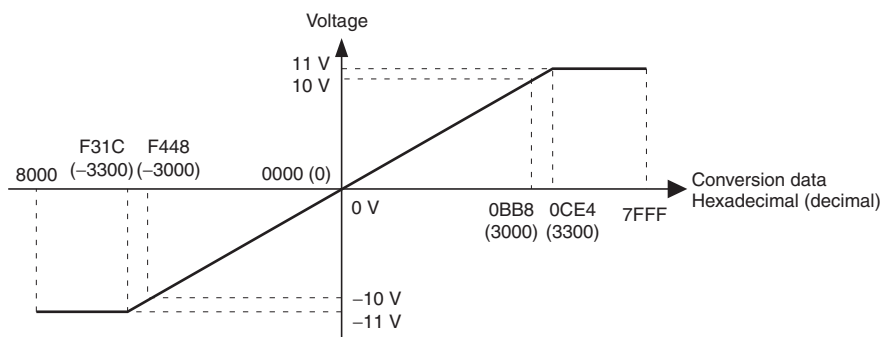 Voltage
11 V
10 V
F31C F448
(−3300) (−3000)
8000
0000 (0)
Conversion data
Hexadecimal (decimal)
0 V
0BB8 0CE4 7FFF
(3000) (3300)
−10 V
−11 V